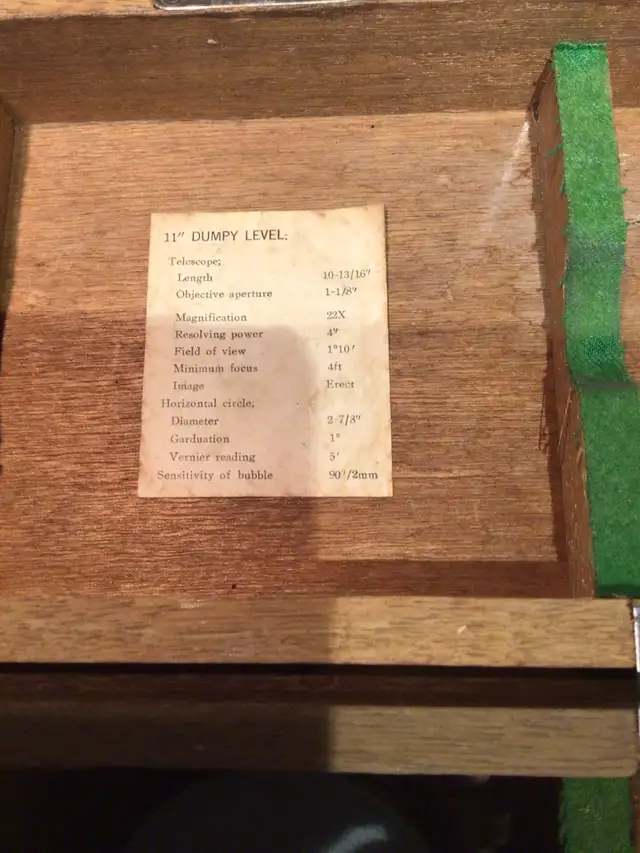 11″ DUMPY LEVEL:
Telescope;
Length 10-13/16″
Objective aperture 1-1/8″
Magnification 22X
Resolving power 4″
Field of view 1°10′
Minimum focus 4ft
Image Erect
Horizontal circle;
Diameter 2-7/8″
Garduation 1°
Vernier reading 5′
Sensitivity of bubble 90″/2mm